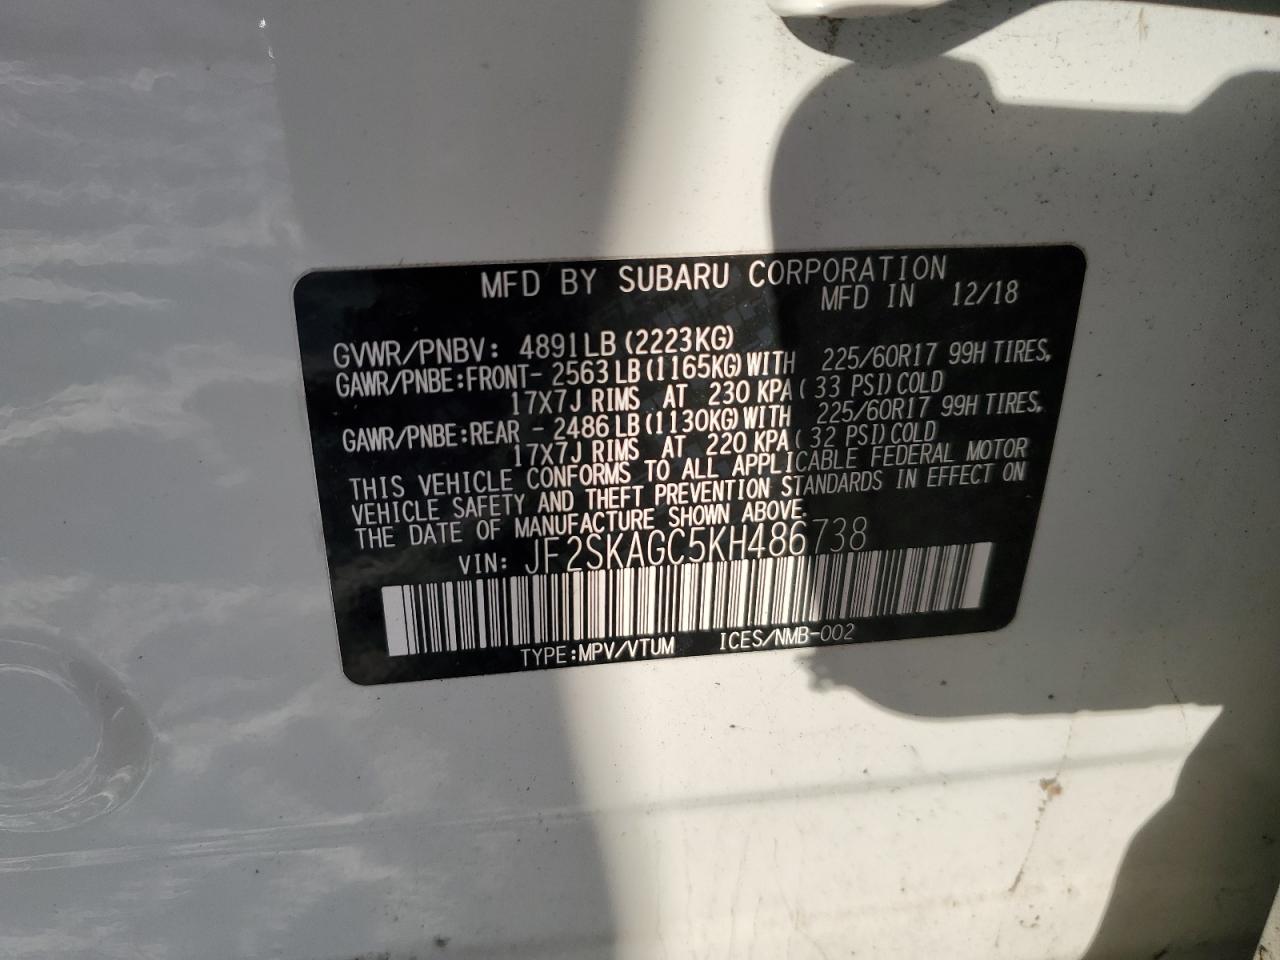 MFD BY SUBARU CORPORATION
MFD IN 12/18
GVWR/PNBV: 4891LB (2223KG)
GAWR/PNBE:FRONT- 2563LB(1165KG)WITH 225/60R17 99H TIRES,
17X7J RIMS AT 230 KPA(33 PSI)COLD
GAWR/PNBE:REAR - 2486LB(1130KG)WITH 225/60R17 99H TIRES,
17X7J RIMS AT 220 KPA(32 PSI)COLD
THIS VEHICLE CONFORMS TO ALL APPLICABLE FEDERAL MOTOR
VEHICLE SAFETY AND THEFT PREVENTION STANDARDS IN EFFECT ON
THE DATE OF MANUFACTURE SHOWN ABOVE.
VIN: JF2SKAGC5KH486738
TYPE:MPV/VTUM ICES/NMB-002